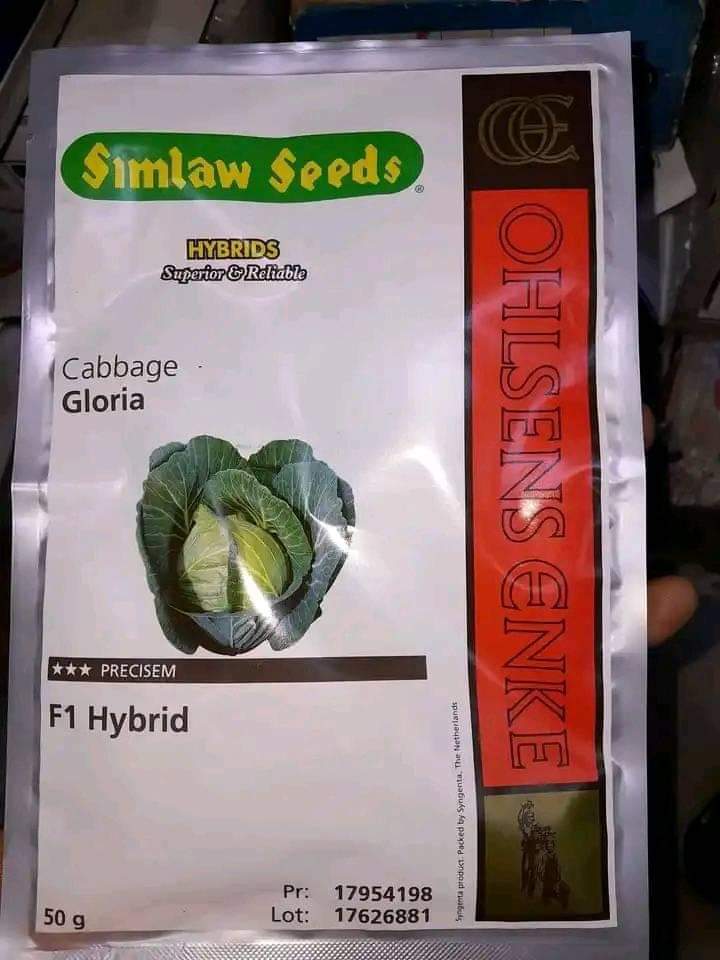 Simlaw Seeds®
HYBRIDS
Superior & Reliable
Cabbage
Gloria
★★★ PRECISEM
F1 Hybrid
50 g
Pr: 17954198
Lot: 17626881
Syngenta product. Packed by Syngenta, The Netherlands
OE
OHLSENS ENKE